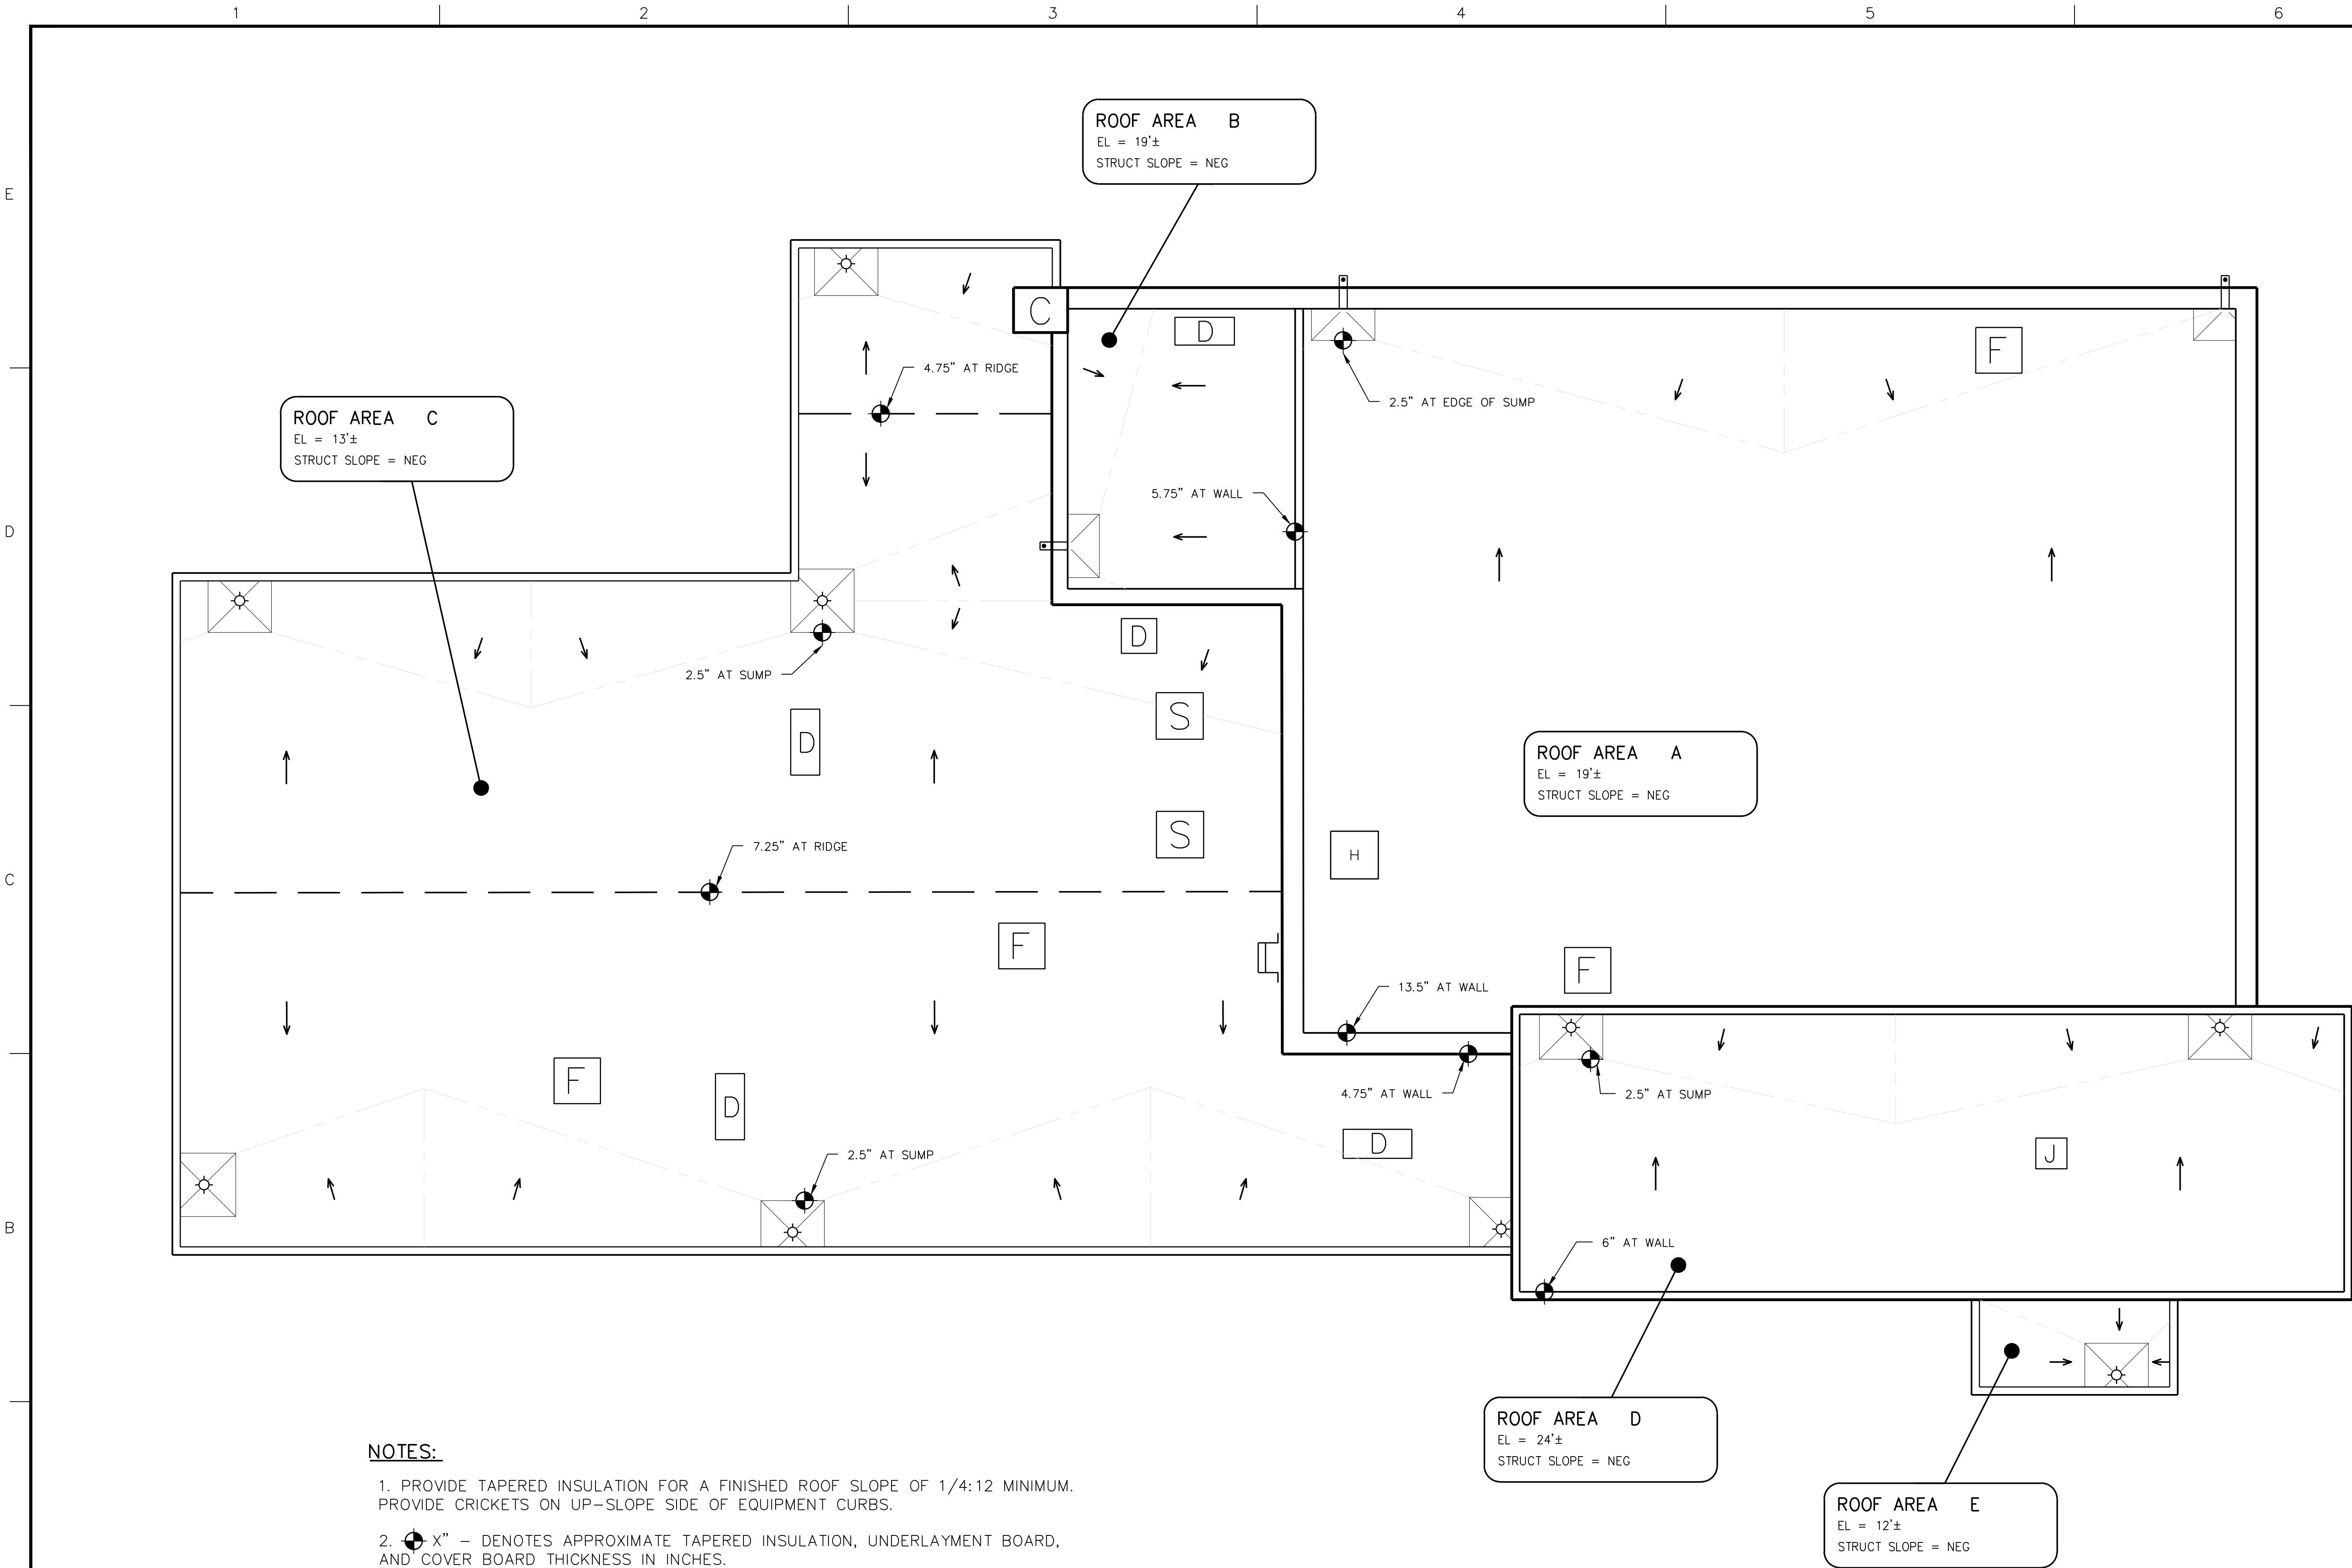 1
2
3
4
5
6
E
D
C
B
ROOF AREA B
EL = 19'±
STRUCT SLOPE = NEG
C
D
F
4.75" AT RIDGE
2.5" AT EDGE OF SUMP
ROOF AREA C
EL = 13'±
STRUCT SLOPE = NEG
5.75" AT WALL
D
2.5" AT SUMP
S
D
ROOF AREA A
EL = 19'±
STRUCT SLOPE = NEG
S
H
7.25" AT RIDGE
F
F
13.5" AT WALL
F
D
4.75" AT WALL
2.5" AT SUMP
D
J
2.5" AT SUMP
6" AT WALL
ROOF AREA D
EL = 24'±
STRUCT SLOPE = NEG
ROOF AREA E
EL = 12'±
STRUCT SLOPE = NEG
NOTES:
1. PROVIDE TAPERED INSULATION FOR A FINISHED ROOF SLOPE OF 1/4:12 MINIMUM.
PROVIDE CRICKETS ON UP-SLOPE SIDE OF EQUIPMENT CURBS.
2. X" - DENOTES APPROXIMATE TAPERED INSULATION, UNDERLAYMENT BOARD,
AND COVER BOARD THICKNESS IN INCHES.